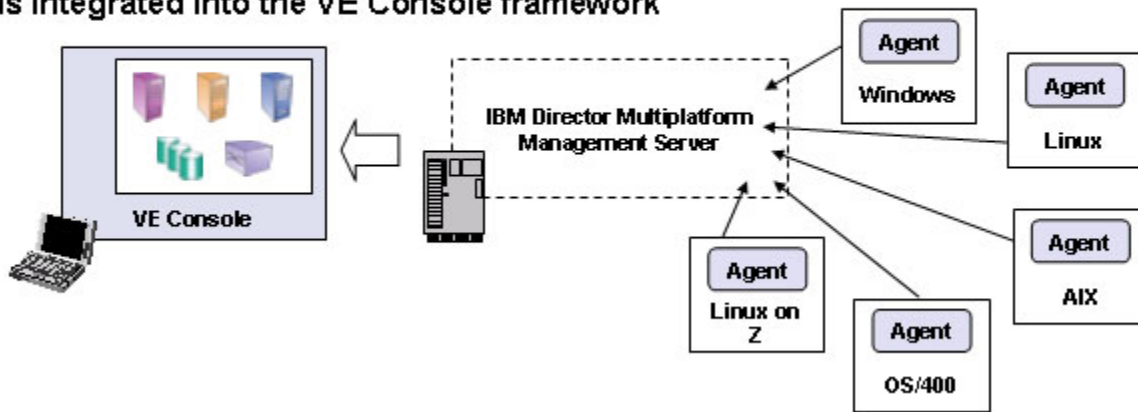 is integrated into the VE Console framework
VE Console
IBM Director Multiplatform
Management Server
Agent
Windows
Agent
Linux
Agent
AIX
Agent
OS/400
Agent
Linux on
Z